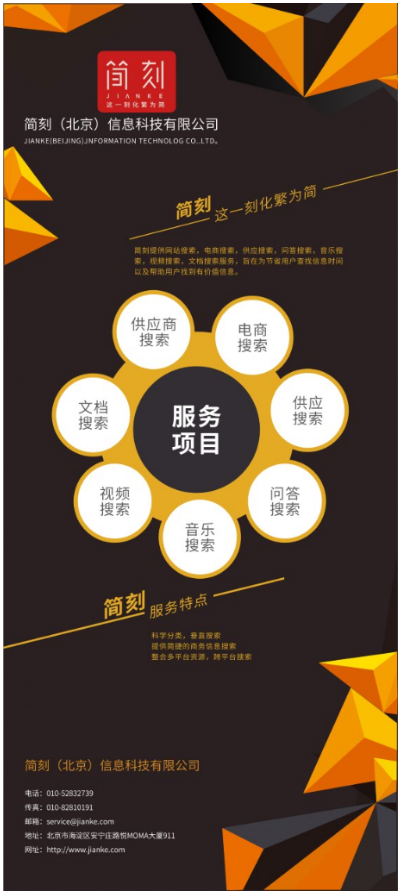 简刻
JIANKE
这一刻化繁为简
简刻（北京）信息科技有限公司
JIANKE(BEIJING)JNFORMATION TECHNOLOG CO.,LTD。
简刻 这一刻化繁为简
简刻提供网站搜索，电商搜索，供应搜索，问答搜索，音乐搜
索，视频搜索，文档搜索服务，旨在为节省用户查找信息时间
以及帮助用户找到有价值信息。
供应商
搜索
电商
搜索
文档
搜索
服务
项目
供应
搜索
视频
搜索
问答
搜索
音乐
搜索
简刻 服务特点
科学分类，垂直搜索
提供简捷的商务信息搜索
整合多平台资源，跨平台搜索
简刻（北京）信息科技有限公司
电话：010-52832739
传真：010-82810191
邮箱：service@jianke.com
地址：北京市海淀区安宁庄路悦MOMA大厦911
网址：http://www.jianke.com